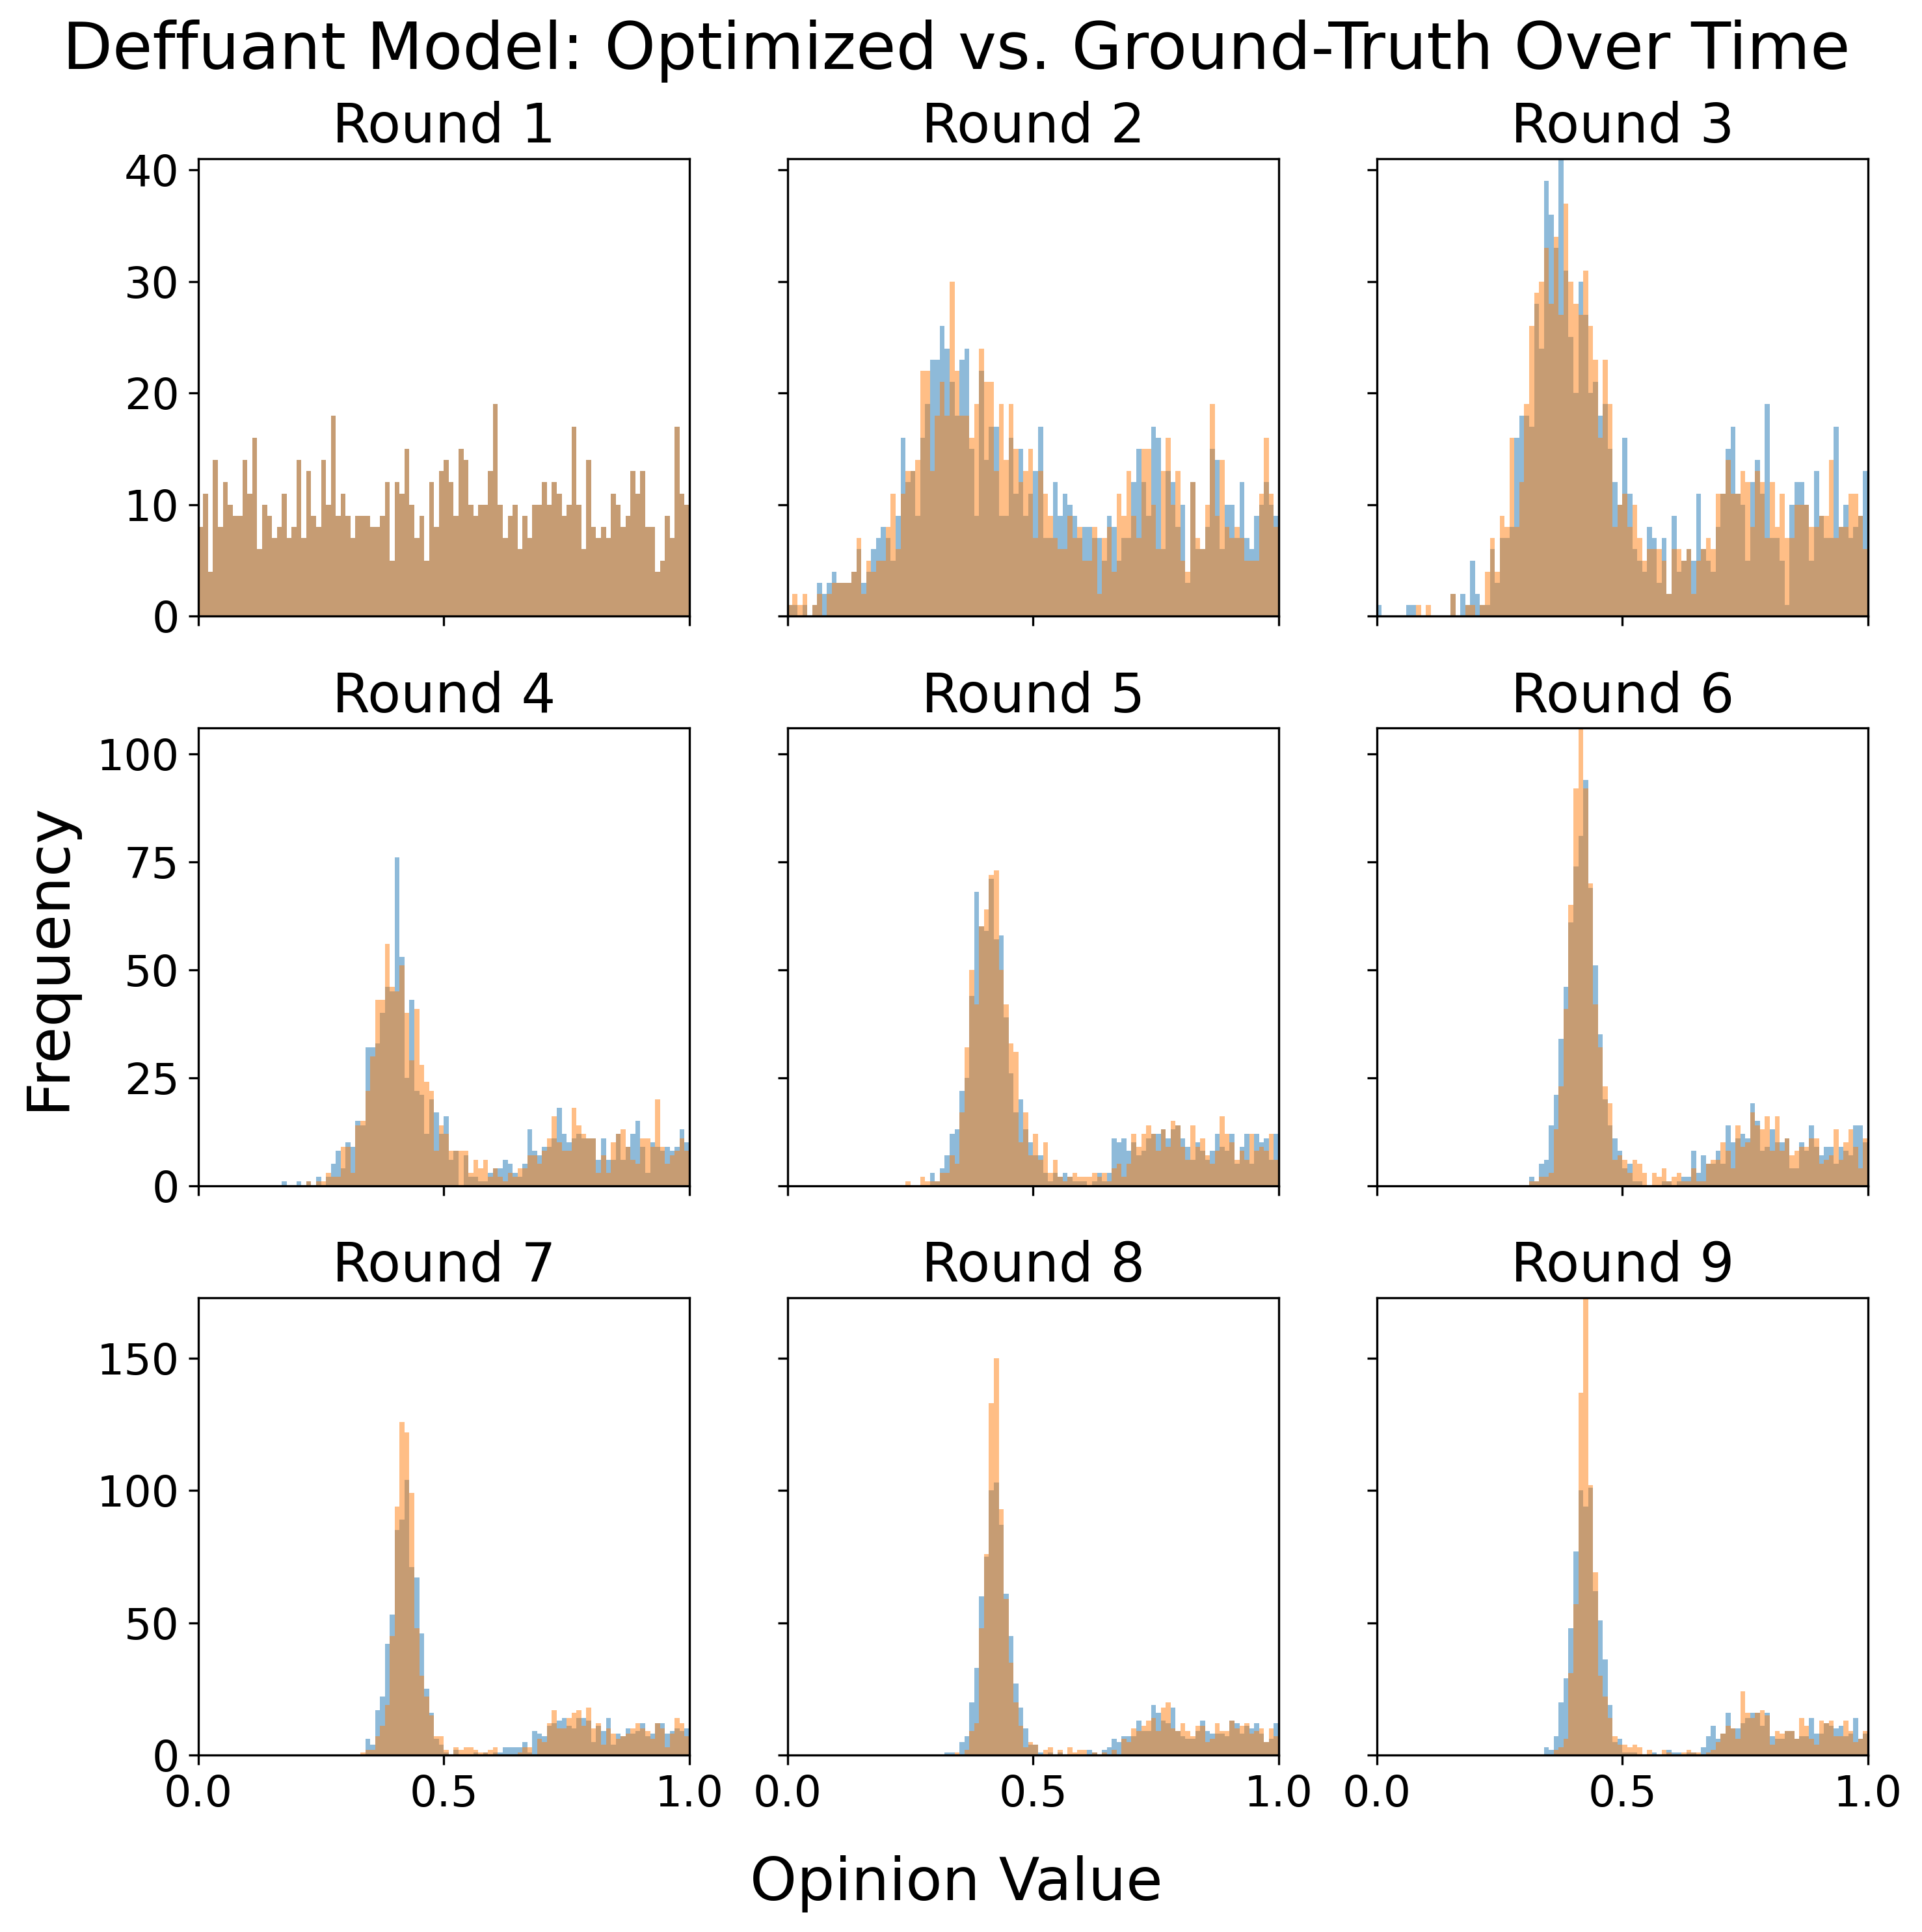 Deffuant Model: Optimized vs. Ground-Truth Over Time
Round 1
Round 2
Round 3
40
30
20
10
0
Round 4
Round 5
Round 6
100
75
50
25
0
Frequency
Round 7
Round 8
Round 9
150
100
50
0
0.0 0.5 1.0 0.0 0.5 1.0 0.0 0.5 1.0
Opinion Value